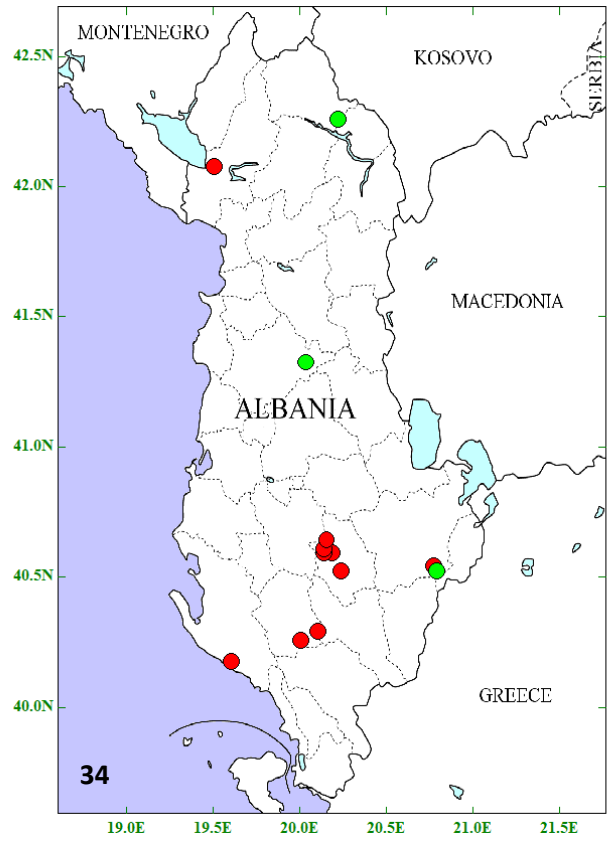 MONTENEGRO
KOSOVO
SERBIA
MACEDONIA
ALBANIA
GREECE
34
42.5N
42.0N
41.5N
41.0N
40.5N
40.0N
19.0E 19.5E 20.0E 20.5E 21.0E 21.5E